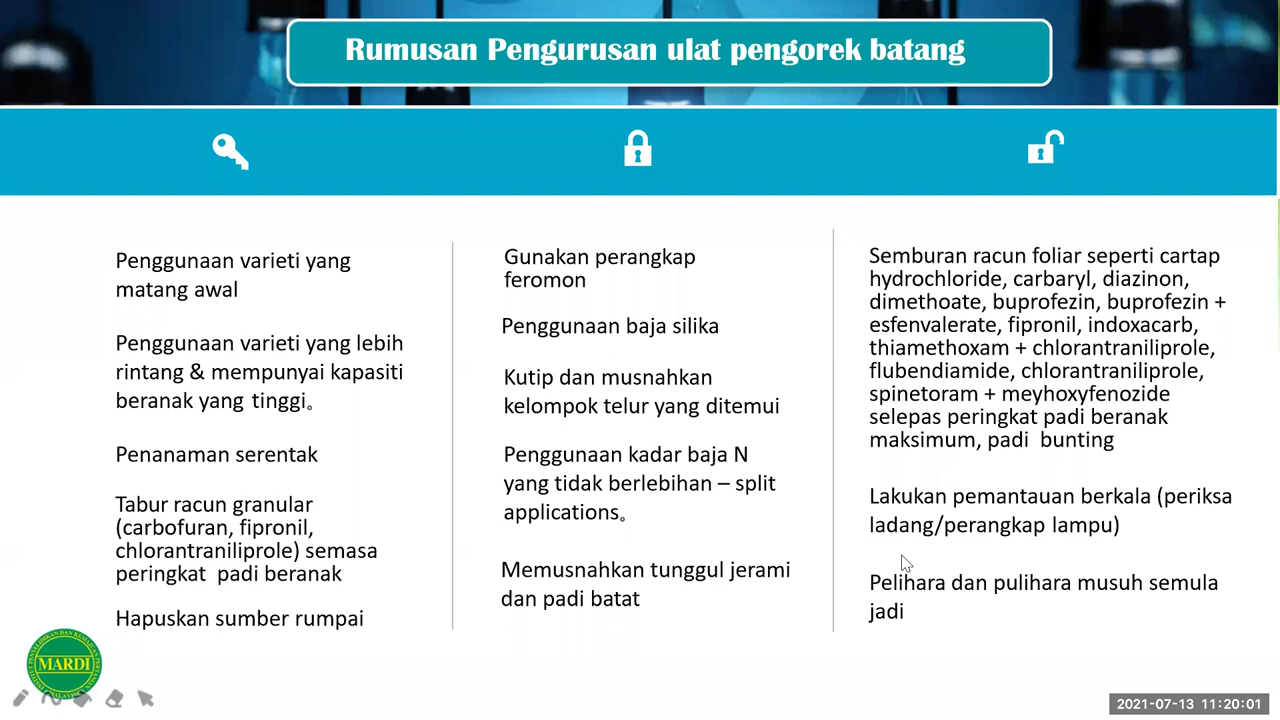 Rumusan Pengurusan ulat pengorek batang
Penggunaan varieti yang
matang awal
Penggunaan varieti yang lebih
rintang & mempunyai kapasiti
beranak yang tinggi。
Penanaman serentak
Tabur racun granular
(carbofuran, fipronil,
chlorantraniliprole) semasa
peringkat padi beranak
Hapuskan sumber rumpai
Gunakan perangkap
feromon
Penggunaan baja silika
Kutip dan musnahkan
kelompok telur yang ditemui
Penggunaan kadar baja N
yang tidak berlebihan – split
applications。
Memusnahkan tunggul jerami
dan padi batat
Semburan racun foliar seperti cartap
hydrochloride, carbaryl, diazinon,
dimethoate, buprofezin, buprofezin +
esfenvalerate, fipronil, indoxacarb,
thiamethoxam + chlorantraniliprole,
flubendiamide, chlorantraniliprole,
spinetoram + meyhoxyfenozide
selepas peringkat padi beranak
maksimum, padi bunting
Lakukan pemantauan berkala (periksa
ladang/perangkap lampu)
Pelihara dan pulihara musuh semula
jadi
MARDI
2021-07-13 11:20:01